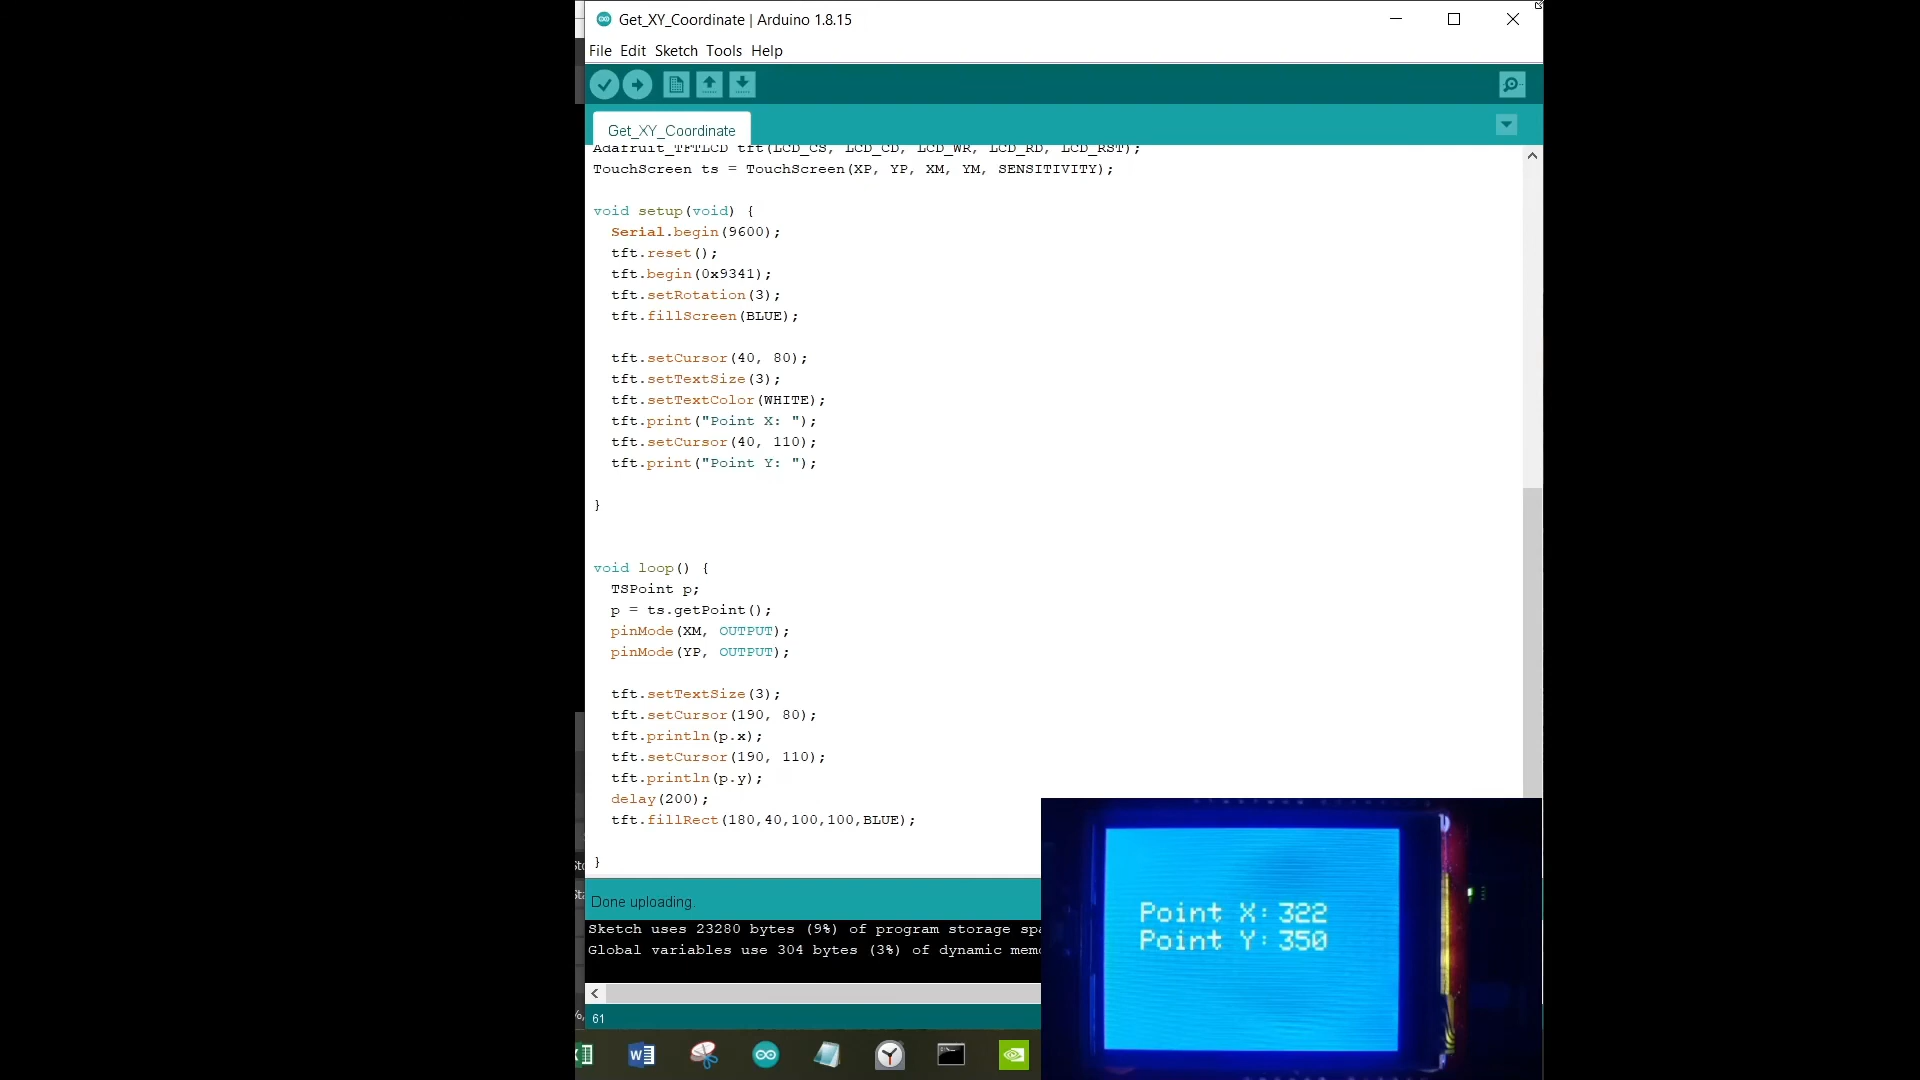 Get_XY_Coordinate | Arduino 1.8.15
File Edit Sketch Tools Help
Get_XY_Coordinate
Adafruit_TFTLCD tft(LCD_CS, LCD_CD, LCD_WR, LCD_RD, LCD_RST);
TouchScreen ts = TouchScreen(XP, YP, XM, YM, SENSITIVITY);
void setup(void) {
Serial.begin(9600);
tft.reset();
tft.begin(0x9341);
tft.setRotation(3);
tft.fillScreen(BLUE);
tft.setCursor(40, 80);
tft.setTextSize(3);
tft.setTextColor(WHITE);
tft.print("Point X: ");
tft.setCursor(40, 110);
tft.print("Point Y: ");
}
void loop() {
TSPoint p;
p = ts.getPoint();
pinMode(XM, OUTPUT);
pinMode(YP, OUTPUT);
tft.setTextSize(3);
tft.setCursor(190, 80);
tft.println(p.x);
tft.setCursor(190, 110);
tft.println(p.y);
delay(200);
tft.fillRect(180,40,100,100,BLUE);
}
Done uploading.
Sketch uses 23280 bytes (9%) of program storage
Global variables use 304 bytes (3%) of dynamic
61
Point X: 322
Point Y: 350